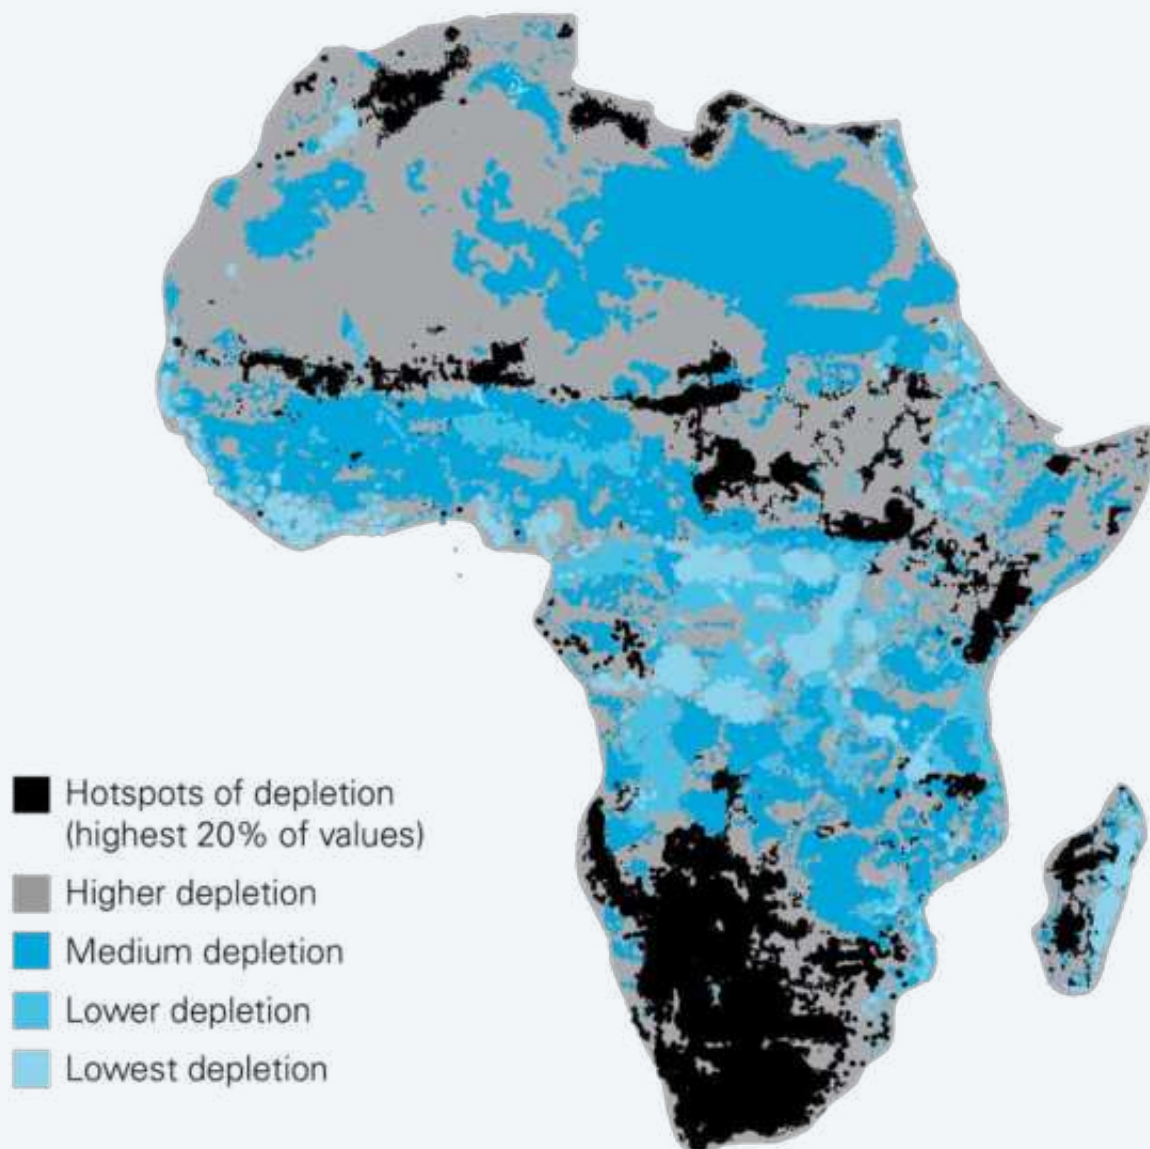 Hotspots of depletion
(highest 20% of values)
Higher depletion
Medium depletion
Lower depletion
Lowest depletion